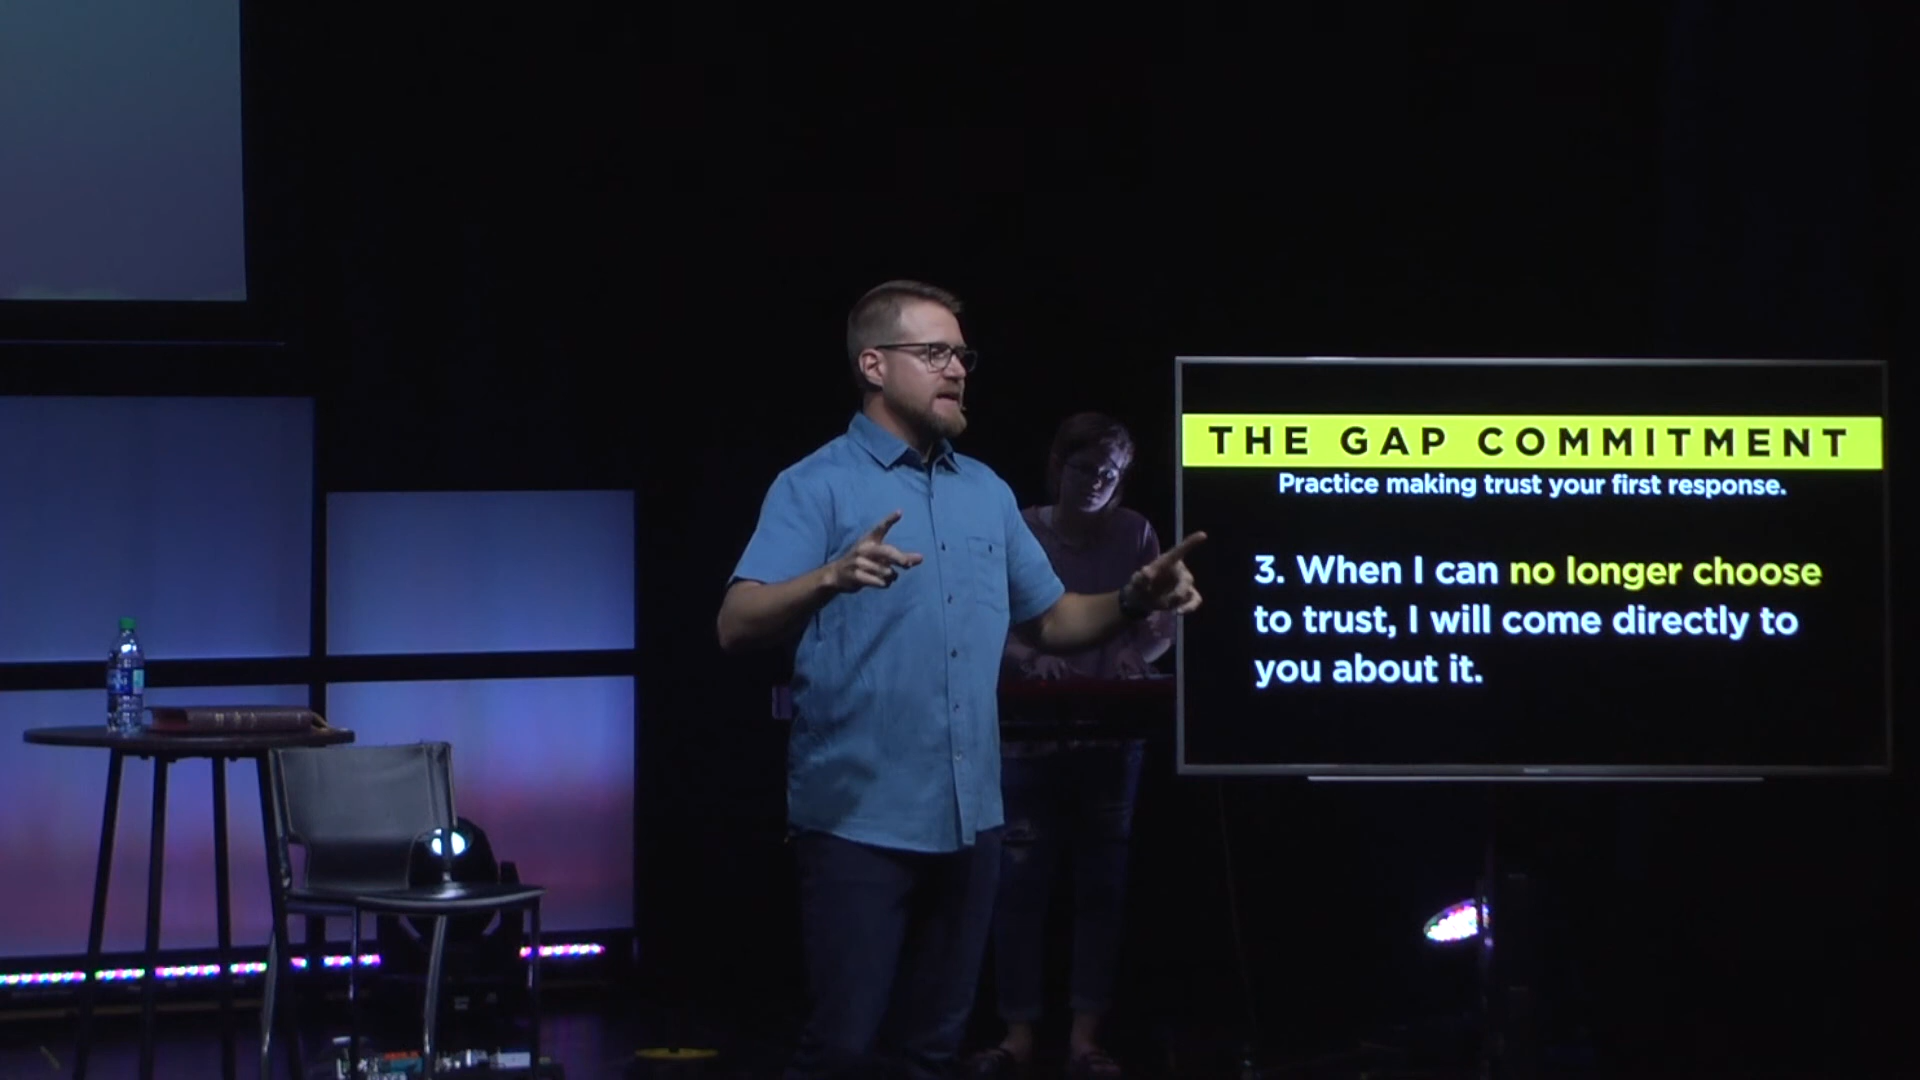 THE GAP COMMITMENT
Practice making trust your first response.
3. When I can no longer choose
to trust, I will come directly to
you about it.